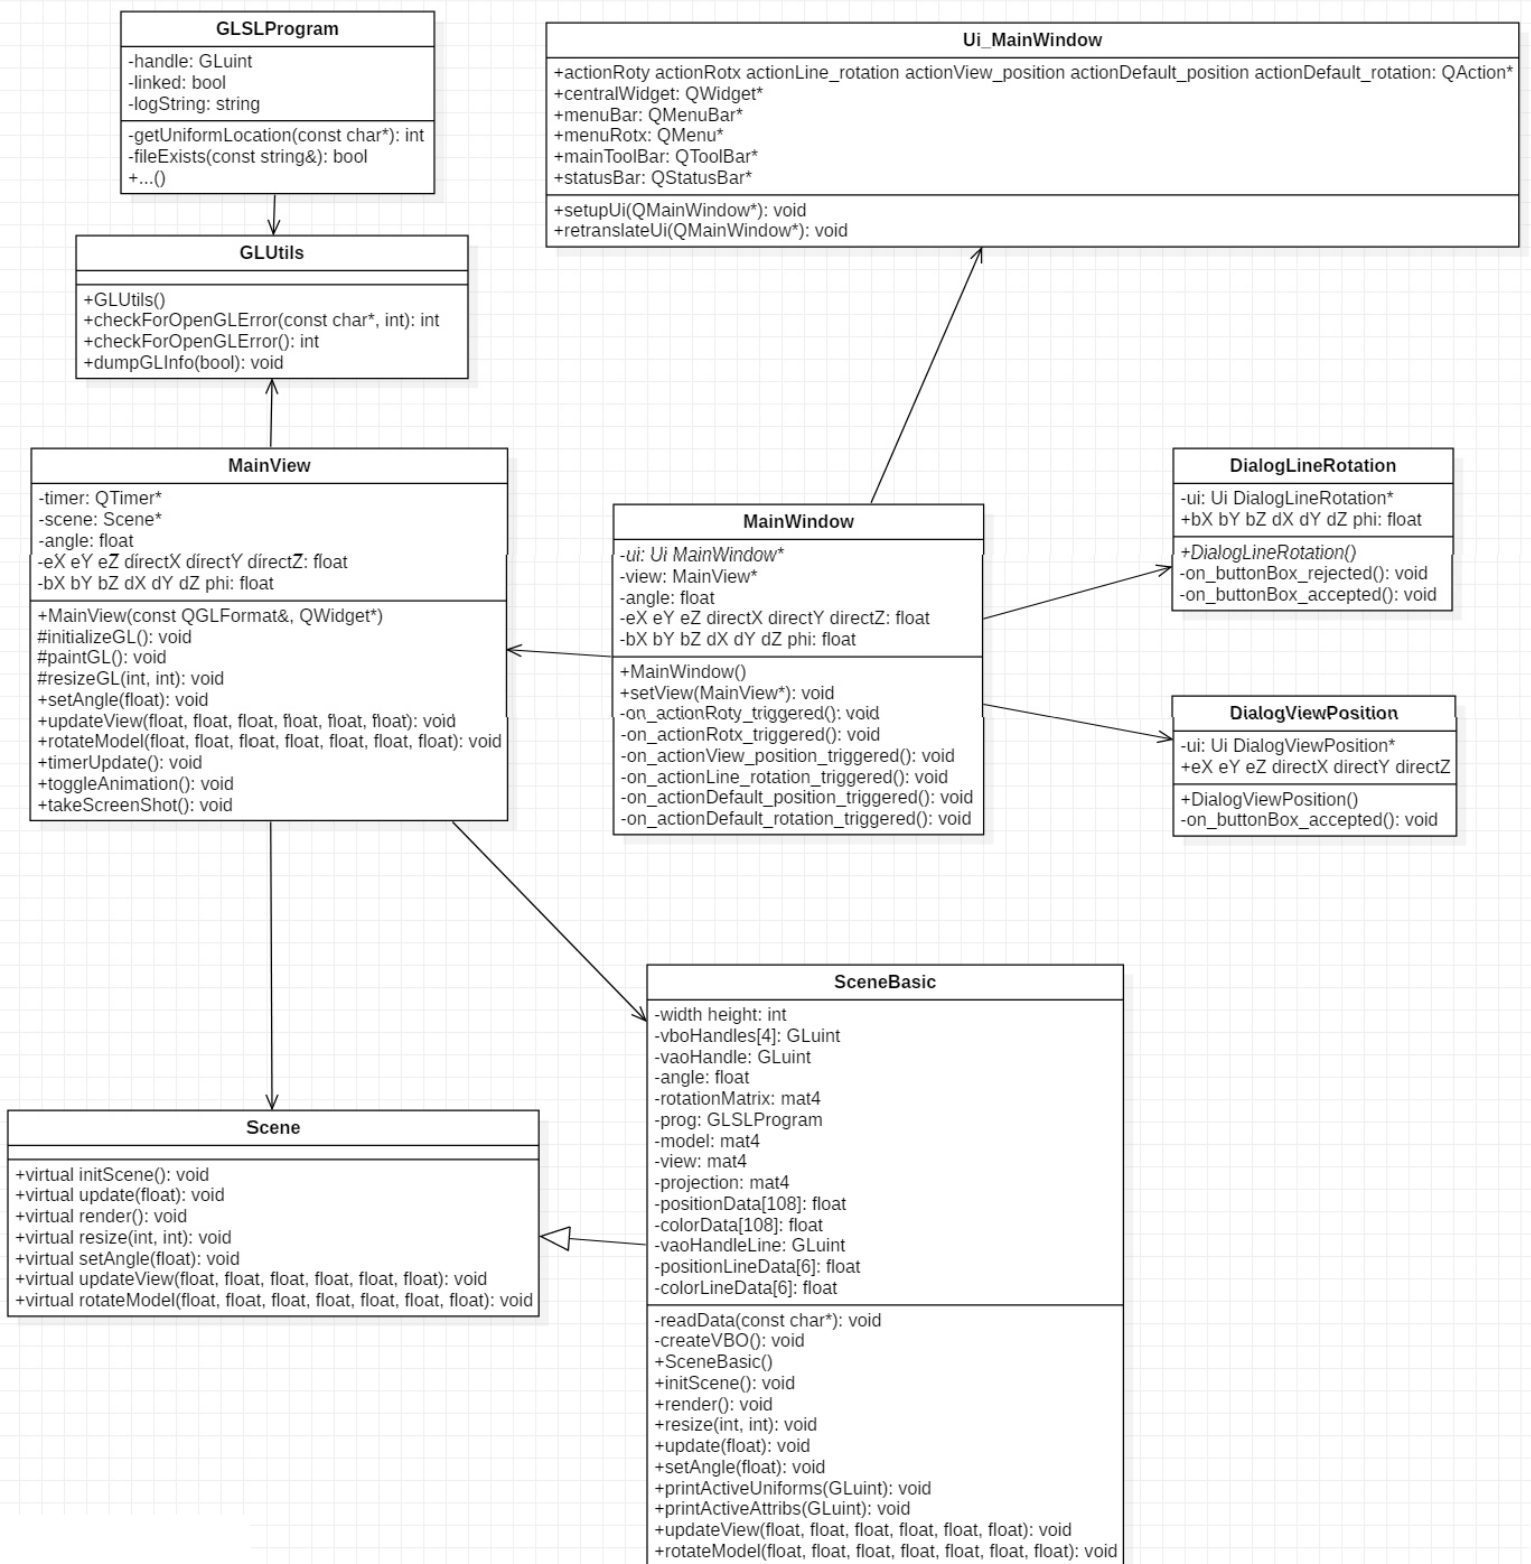 GLSLProgram
-handle: GLuint
-linked: bool
-logString: string
-getUniformLocation(const char*): int
-fileExists(const string&): bool
+...()
Ui_MainWindow
+actionRoty actionRotx actionLine_rotation actionView_position actionDefault_position actionDefault_rotation: QAction*
+centralWidget: QWidget*
+menuBar: QMenuBar*
+menuRotx: QMenu*
+mainToolBar: QToolBar*
+statusBar: QStatusBar*
+setupUi(QMainWindow*): void
+retranslateUi(QMainWindow*): void
GLUtils
+GLUtils()
+checkForOpenGLError(const char*, int): int
+checkForOpenGLError(): int
+dumpGLInfo(bool): void
MainView
-timer: QTimer*
-scene: Scene*
-angle: float
-eX eY eZ directX directY directZ: float
-bX bY bZ dX dY dZ phi: float
+MainView(const QGLFormat&, QWidget*)
#initializeGL(): void
#paintGL(): void
#resizeGL(int, int): void
+setAngle(float): void
+updateView(float, float, float, float, float, float): void
+rotateModel(float, float, float, float, float, float, float): void
+timerUpdate(): void
+toggleAnimation(): void
+takeScreenShot(): void
MainWindow
-ui: Ui MainWindow*
-view: MainView*
-angle: float
-eX eY eZ directX directY directZ: float
-bX bY bZ dX dY dZ phi: float
+MainWindow()
+setView(MainView*): void
-on_actionRoty_triggered(): void
-on_actionRotx_triggered(): void
-on_actionView_position_triggered(): void
-on_actionLine_rotation_triggered(): void
-on_actionDefault_position_triggered(): void
-on_actionDefault_rotation_triggered(): void
DialogLineRotation
-ui: Ui DialogLineRotation*
+bX bY bZ dX dY dZ phi: float
+DialogLineRotation()
-on_buttonBox_rejected(): void
-on_buttonBox_accepted(): void
DialogViewPosition
-ui: Ui DialogViewPosition*
+eX eY eZ directX directY directZ
+DialogViewPosition()
-on_buttonBox_accepted(): void
Scene
+virtual initScene(): void
+virtual update(float): void
+virtual render(): void
+virtual resize(int, int): void
+virtual setAngle(float): void
+virtual updateView(float, float, float, float, float, float): void
+virtual rotateModel(float, float, float, float, float, float, float): void
SceneBasic
-width height: int
-vboHandles[4]: GLuint
-vaoHandle: GLuint
-angle: float
-rotationMatrix: mat4
-prog: GLSLProgram
-model: mat4
-view: mat4
-projection: mat4
-positionData[108]: float
-colorData[108]: float
-vaoHandleLine: GLuint
-positionLineData[6]: float
-colorLineData[6]: float
-readData(const char*): void
-createVBO(): void
+SceneBasic()
+initScene(): void
+render(): void
+resize(int, int): void
+update(float): void
+setAngle(float): void
+printActiveUniforms(GLuint): void
+printActiveAttribs(GLuint): void
+updateView(float, float, float, float, float, float): void
+rotateModel(float, float, float, float, float, float, float): void